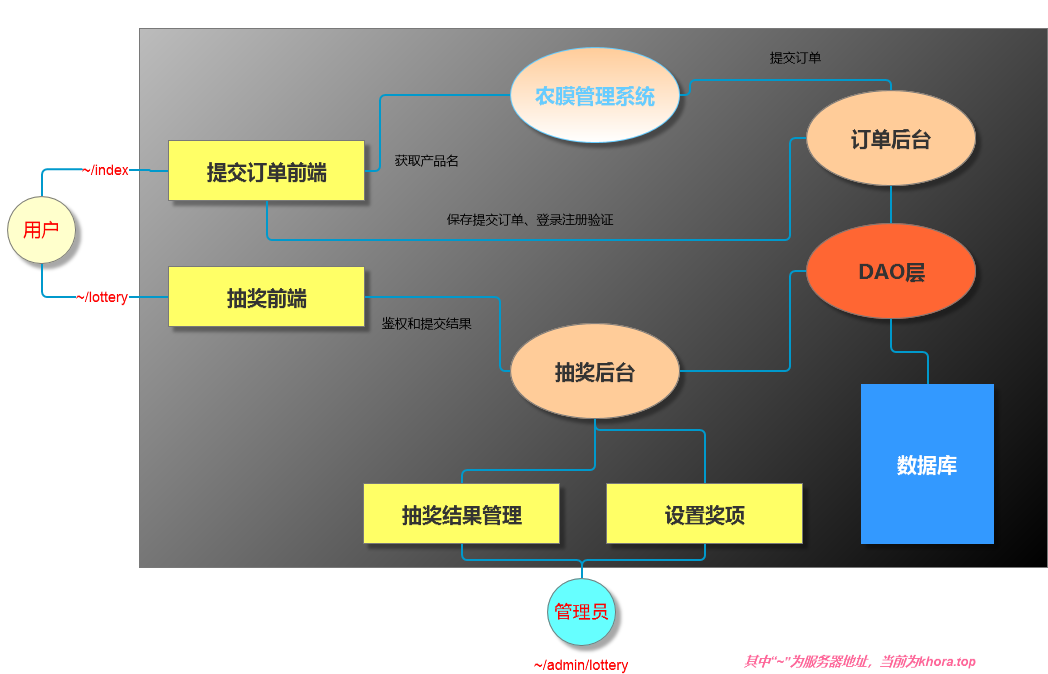 提交订单
农膜管理系统
订单后台
获取产品名
~/index
提交订单前端
用户
保存提交订单、登录注册验证
DAO层
~/lottery
抽奖前端
鉴权和提交结果
抽奖后台
数据库
抽奖结果管理
设置奖项
管理员
~/admin/lottery
其中“~”为服务器地址，当前为khora.top